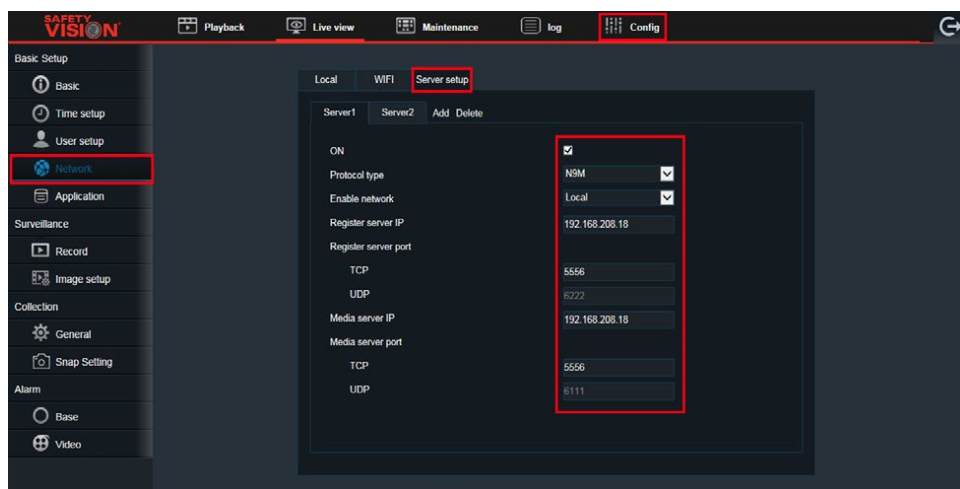 SAFETY VISION
Playback Live view Maintenance log Config
Basic Setup
Basic
Time setup
User setup
Network
Application
Surveillance
Record
Image setup
Collection
General
Snap Setting
Alarm
Base
Video
Local WIFI Server setup
Server1 Server2 Add Delete
ON
Protocol type N9M
Enable network Local
Register server IP 192.168.208.18
Register server port
TCP 5556
UDP 6222
Media server IP 192.168.208.18
Media server port
TCP 5556
UDP 6111